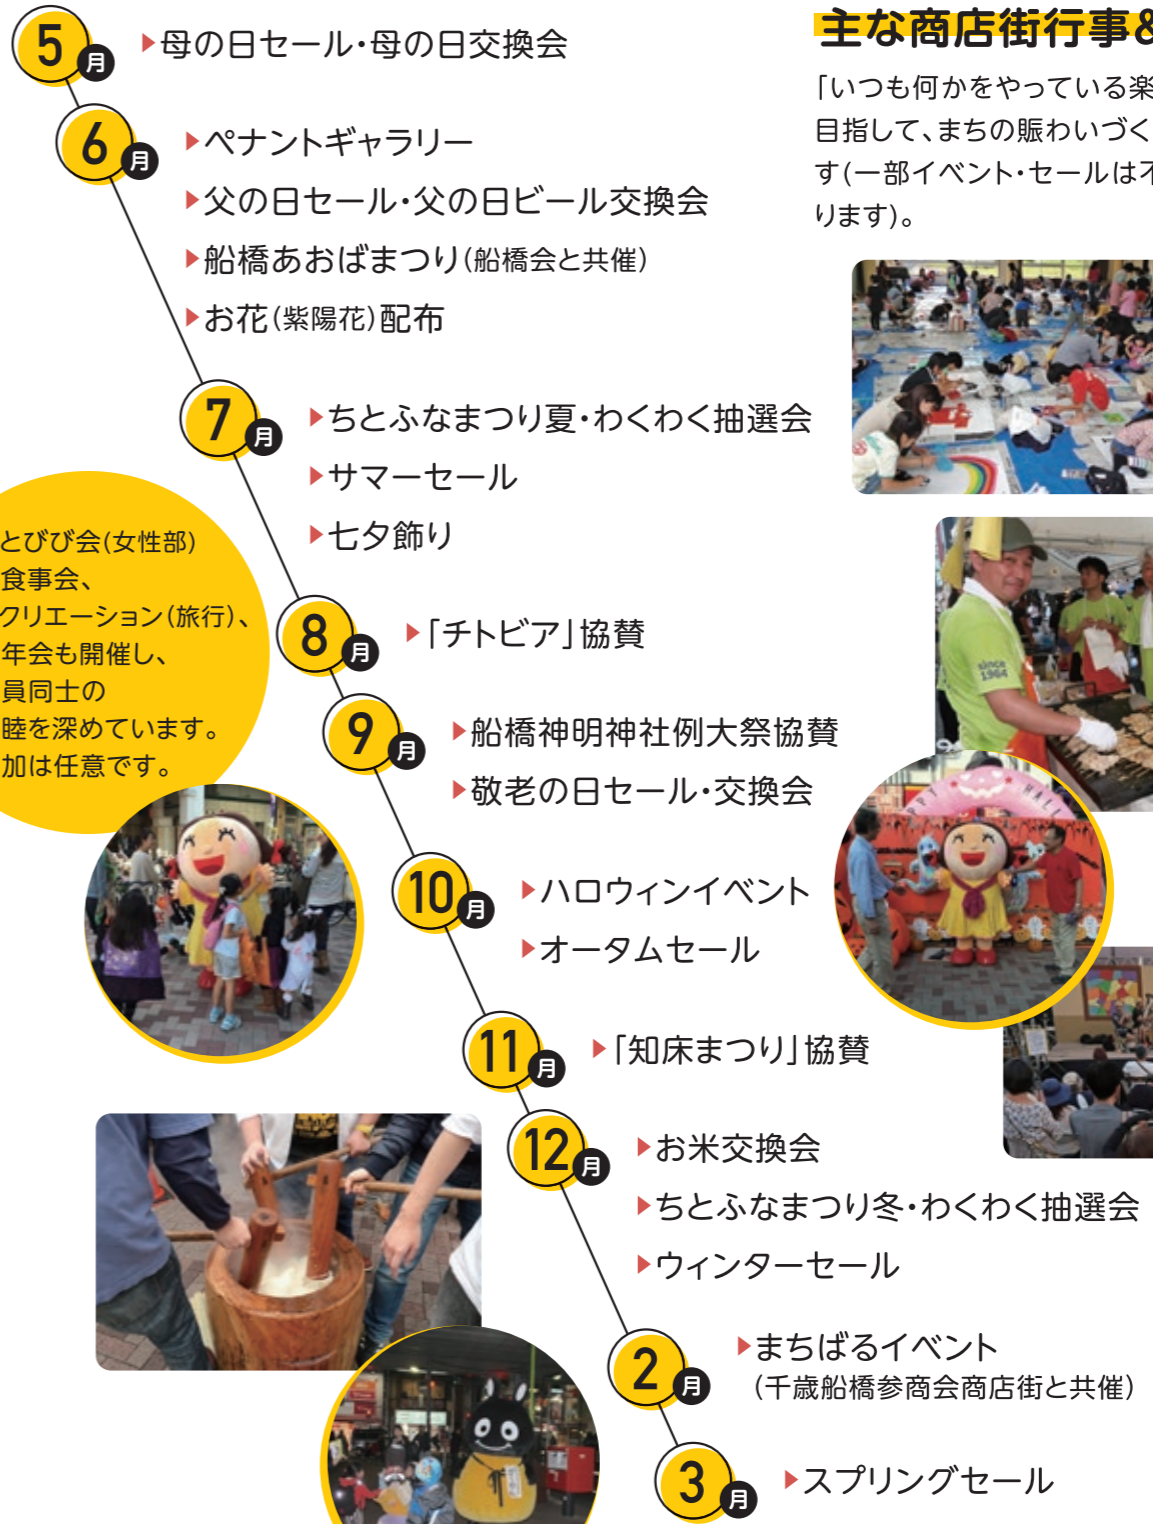 主な商店街行事&
「いつも何かをやっている楽
目指して、まちの賑わいづく
す(一部イベント・セールは不
ります)。
5月
▶母の日セール・母の日交換会
6月
▶ペナントギャラリー
▶父の日セール・父の日ビール交換会
▶船橋あおばまつり(船橋会と共催)
▶お花(紫陽花)配布
7月
▶ちとふなまつり夏・わくわく抽選会
▶サマーセール
▶七夕飾り
とびび会(女性部)
食事会、
クリエーション(旅行)、
年会も開催し、
員同士の
睦を深めています。
加は任意です。
8月
▶「チトビア」協賛
9月
▶船橋神明神社例大祭協賛
▶敬老の日セール・交換会
10月
▶ハロウィンイベント
▶オータムセール
11月
▶「知床まつり」協賛
12月
▶お米交換会
▶ちとふなまつり冬・わくわく抽選会
▶ウィンターセール
2月
▶まちばるイベント
(千歳船橋参商会商店街と共催)
3月
▶スプリングセール
since
1964